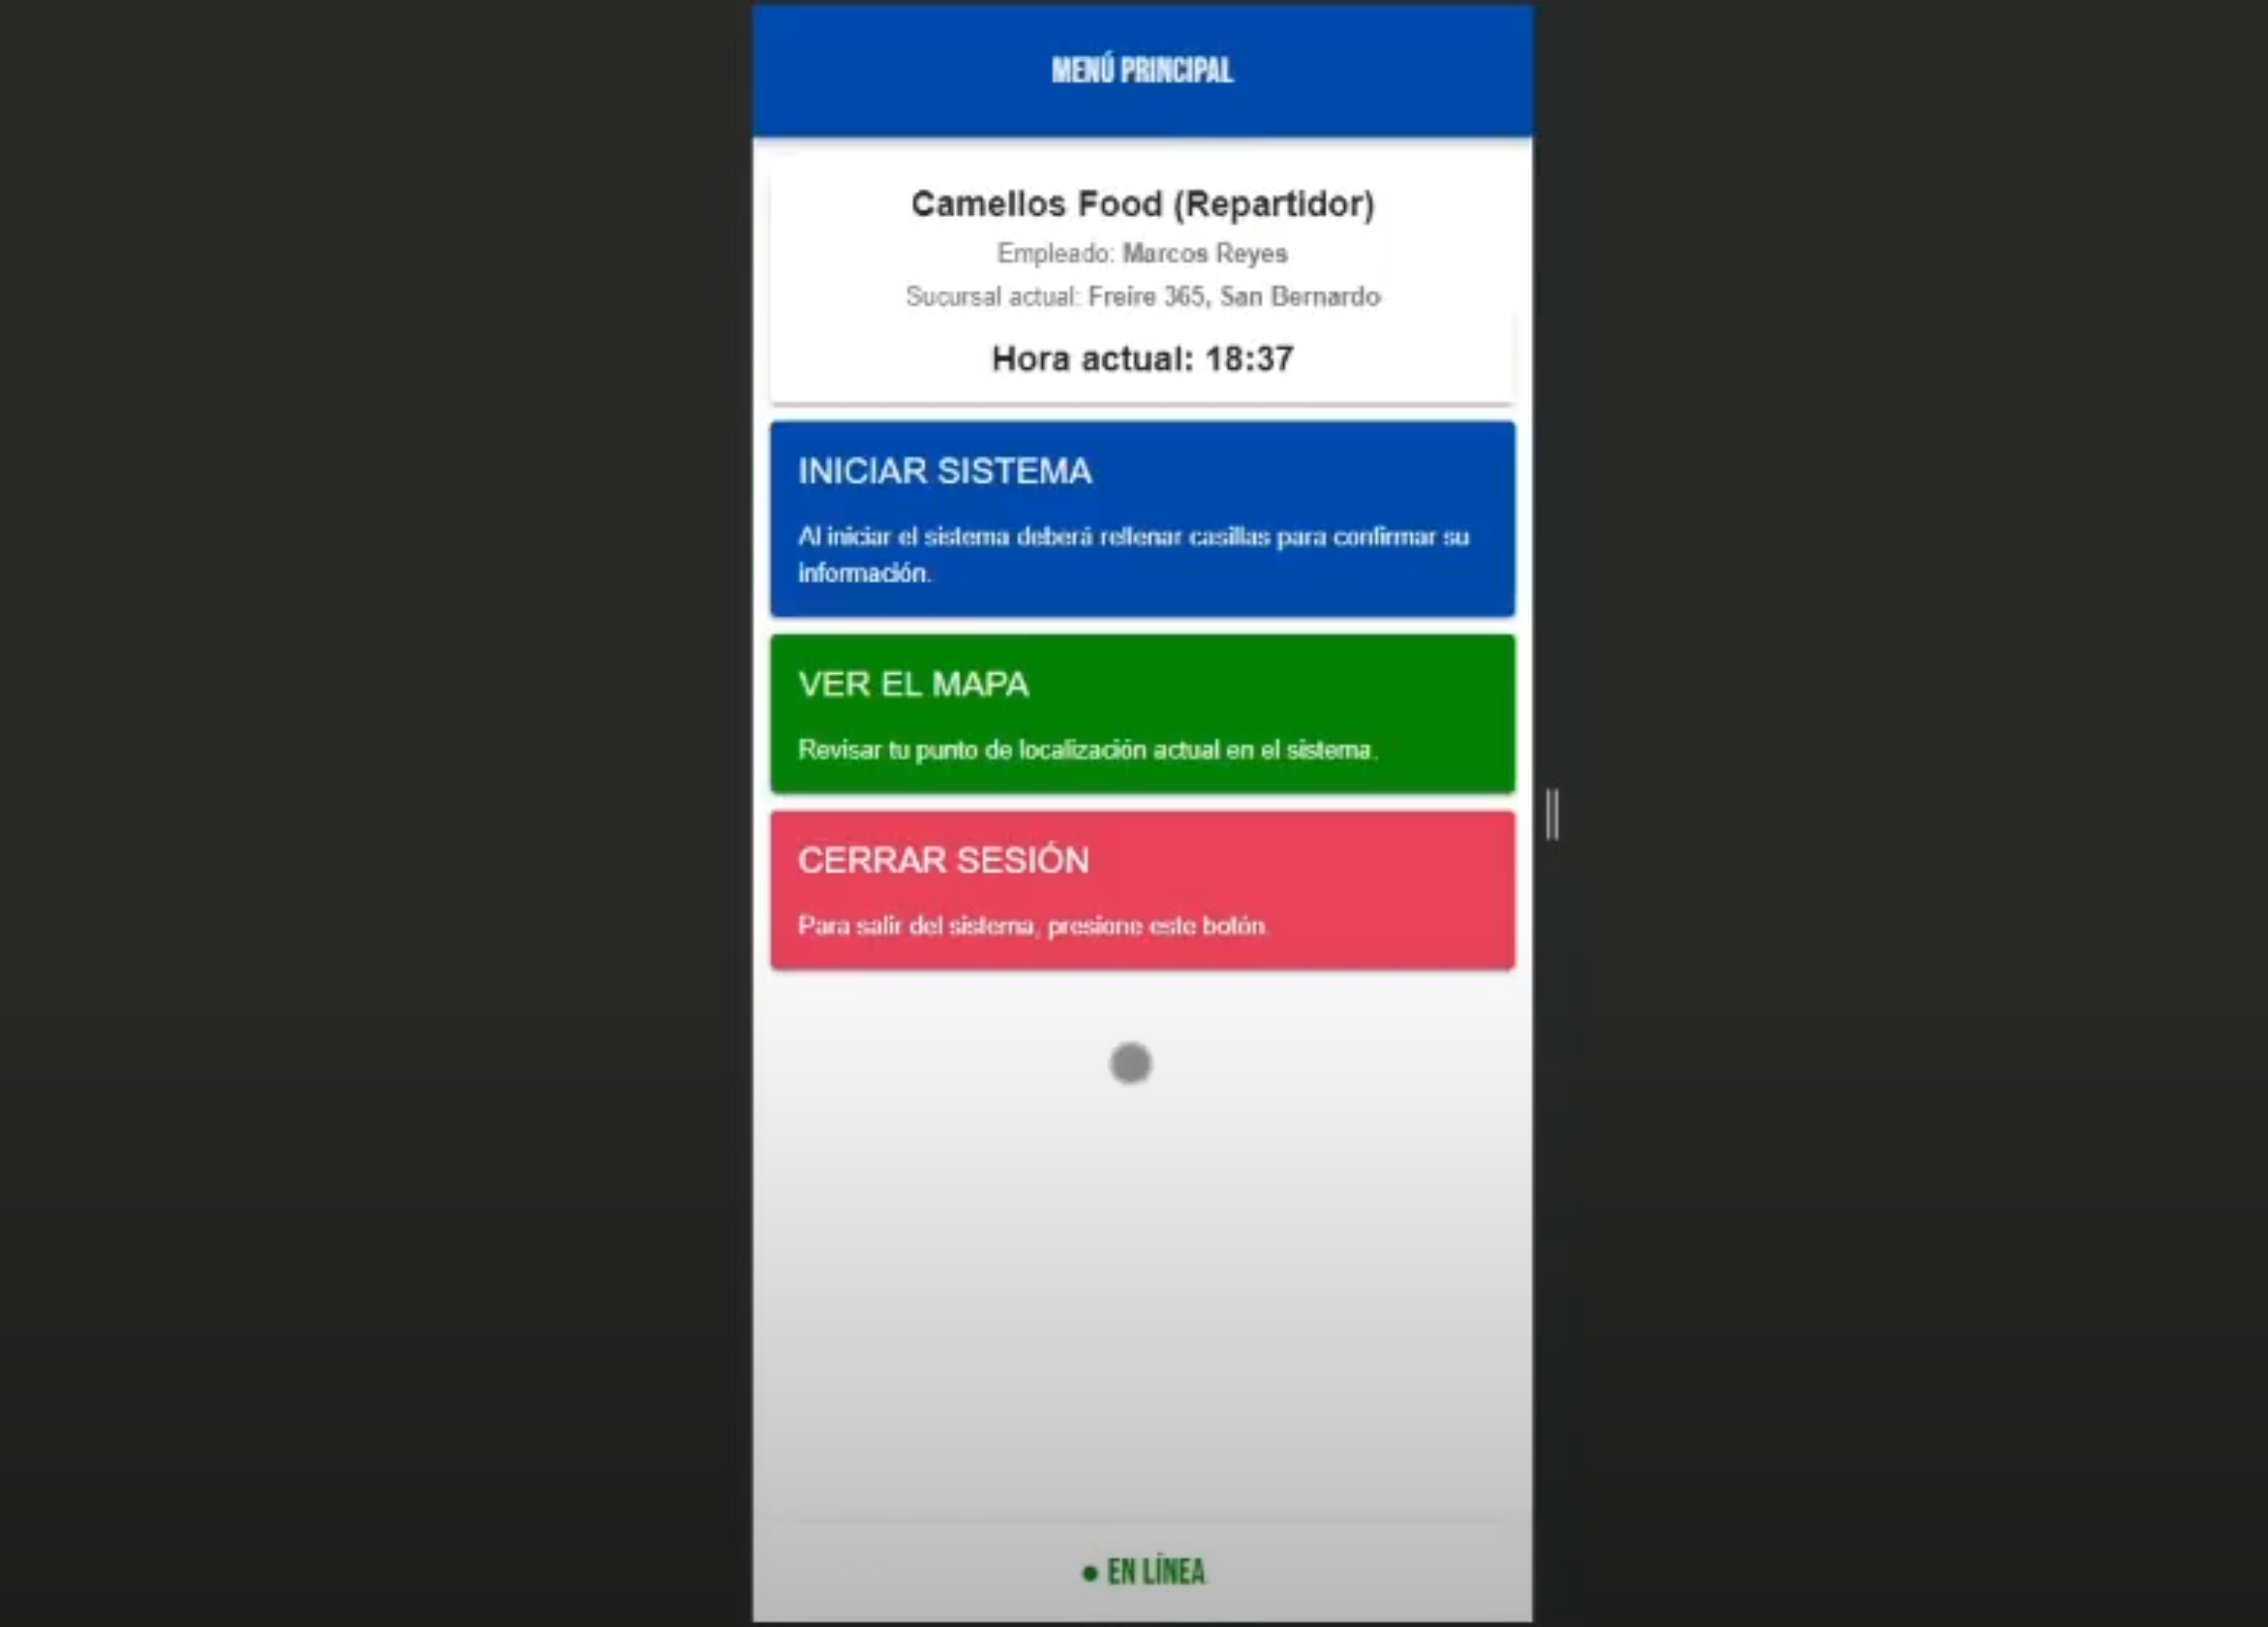 MENÚ PRINCIPAL
Camellos Food (Repartidor)
Empleado: Marcos Reyes
Sucursal actual: Freire 365, San Bernardo
Hora actual: 18:37
INICIAR SISTEMA
Al iniciar el sistema deberá rellenar casillas para confirmar su
información.
VER EL MAPA
Revisar tu punto de localización actual en el sistema.
CERRAR SESIÓN
Para salir del sistema, presione este botón.
● EN LÍNEA